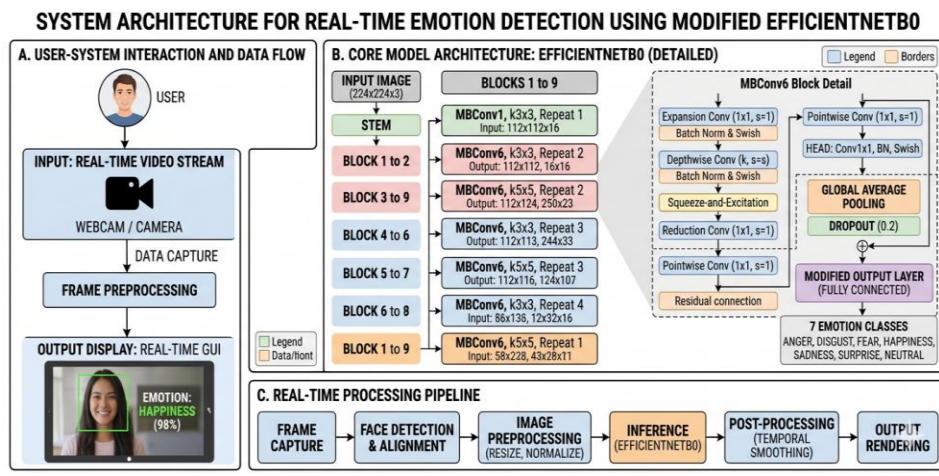 SYSTEM ARCHITECTURE FOR REAL-TIME EMOTION DETECTION USING MODIFIED EFFICIENTNETB0
A. USER-SYSTEM INTERACTION AND DATA FLOW
USER
INPUT: REAL-TIME VIDEO STREAM
WEBCAM / CAMERA
DATA CAPTURE
FRAME PREPROCESSING
OUTPUT DISPLAY: REAL-TIME GUI
EMOTION:
HAPPINESS
(98%)
B. CORE MODEL ARCHITECTURE: EFFICIENTNETB0 (DETAILED)
Legend
Borders
INPUT IMAGE
(224x224x3)
BLOCKS 1 to 9
STEM
MBConv1, k3x3, Repeat 1
Input: 112x112x16
BLOCK 1 to 2
MBConv6, k3x3, Repeat 2
Output: 112x112, 16x16
BLOCK 3 to 9
MBConv6, k5x5, Repeat 2
Output: 112x124, 250x23
BLOCK 4 to 6
MBConv6, k3x3, Repeat 3
Output: 112x113, 244x33
BLOCK 5 to 7
MBConv6, k5x5, Repeat 3
Output: 112x116, 124x107
BLOCK 6 to 8
MBConv6, k3x3, Repeat 4
Input: 86x136, 12x32x16
BLOCK 1 to 9
MBConv6, k5x5, Repeat 1
Input: 58x228, 43x28x11
Legend
Data/fiont
MBConv6 Block Detail
Expansion Conv (1x1, s=1)
Batch Norm & Swish
Depthwise Conv (k, s=s)
Batch Norm & Swish
Squeeze-and-Excitation
Reduction Conv (1x1, s=1)
Pointwise Conv (1x1, s=1)
Residual connection
Pointwise Conv (1x1, s=1)
HEAD: Conv1x1, BN, Swish
GLOBAL AVERAGE
POOLING
DROPOUT (0.2)
MODIFIED OUTPUT LAYER
(FULLY CONNECTED)
7 EMOTION CLASSES
ANGER, DISGUST, FEAR, HAPPINESS,
SADNESS, SURPRISE, NEUTRAL
C. REAL-TIME PROCESSING PIPELINE
FRAME
CAPTURE
FACE DETECTION
& ALIGNMENT
IMAGE
PREPROCESSING
(RESIZE, NORMALIZE)
INFERENCE
(EFFICIENTNETB0)
POST-PROCESSING
(TEMPORAL
SMOOTHING)
OUTPUT
RENDERING